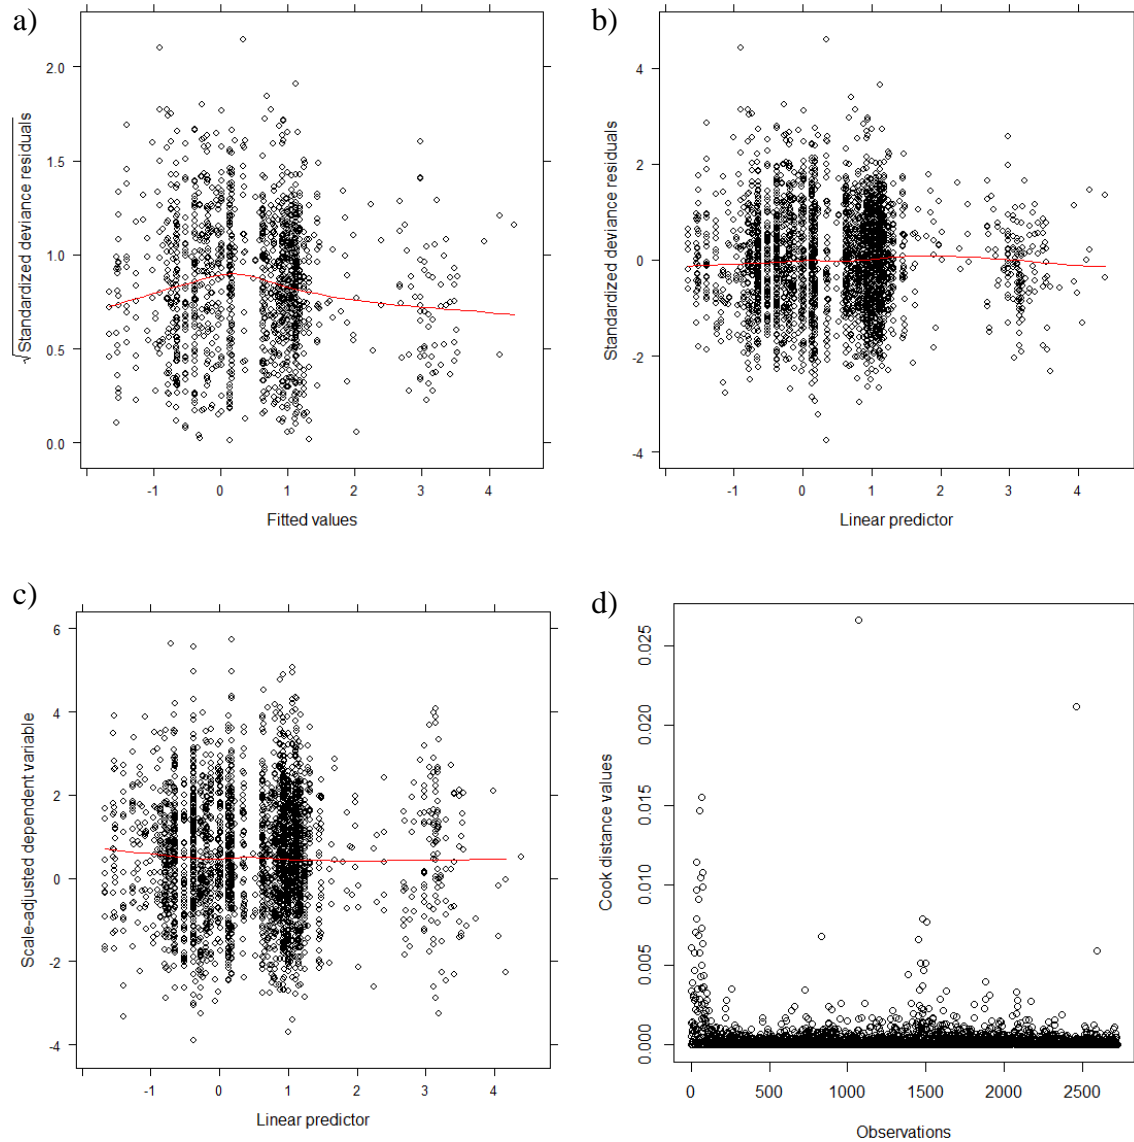 a)
√Standardized deviance residuals
2.0
1.5
1.0
0.5
0.0
-1 0 1 2 3 4
Fitted values
b)
Standardized deviance residuals
4
2
0
-2
-4
-1 0 1 2 3 4
Linear predictor
c)
Scale-adjusted dependent variable
6
4
2
0
-2
-4
-1 0 1 2 3 4
Linear predictor
d)
Cook distance values
0.025
0.020
0.015
0.010
0.005
0.000
0 500 1000 1500 2000 2500
Observations